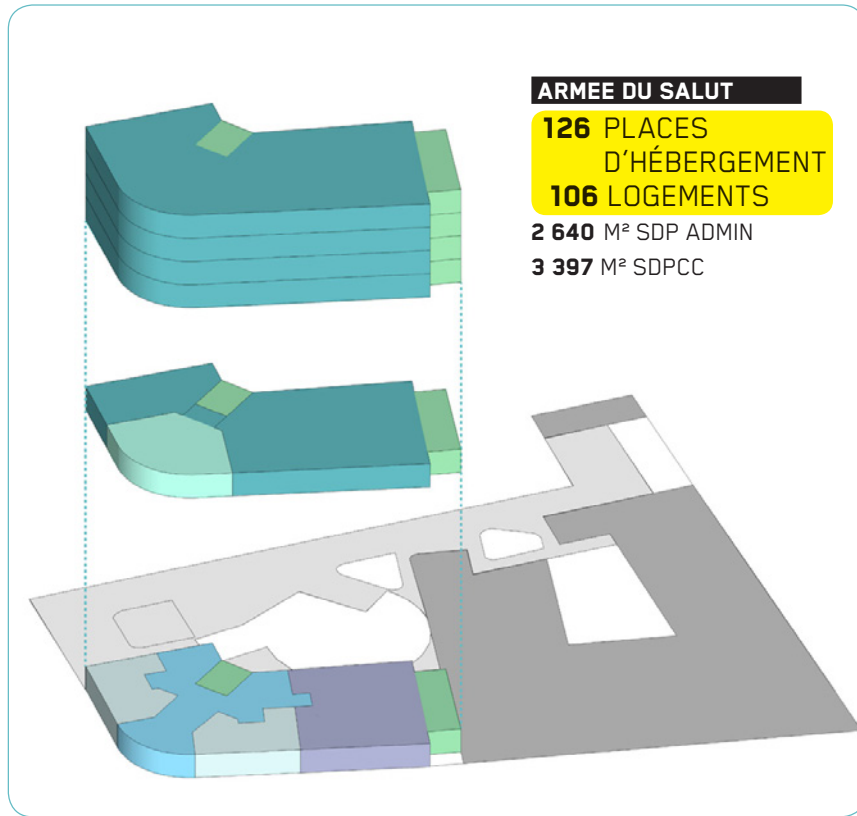 ARMEE DU SALUT
126 PLACES
D'HÉBERGEMENT
106 LOGEMENTS
2 640 M² SDP ADMIN
3 397 M² SDPCC